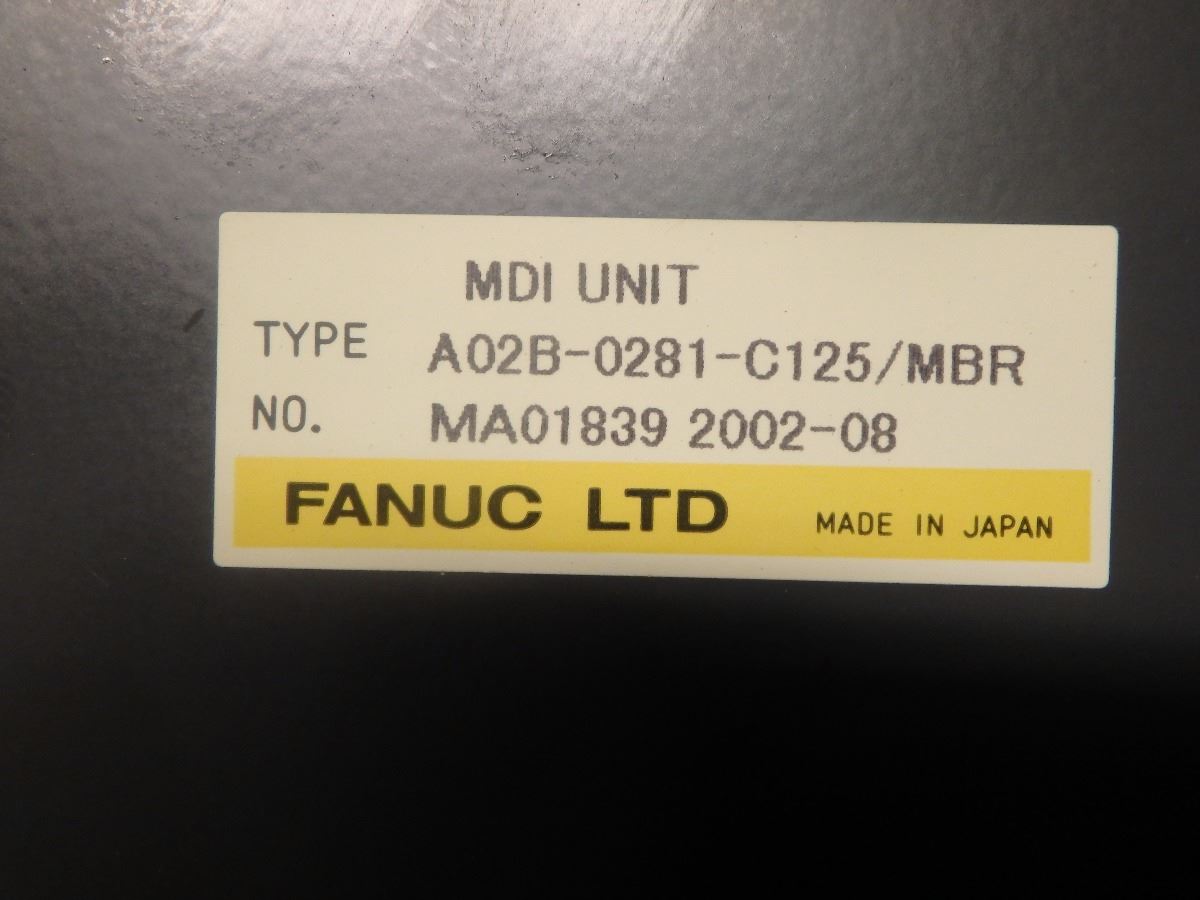 MDI UNIT
TYPE A02B-0281-C125/MBR
NO. MA01839 2002-08
FANUC LTD MADE IN JAPAN